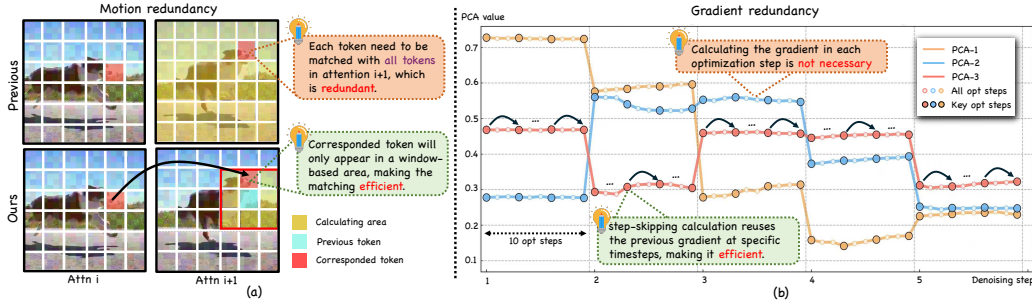 Motion redundancy
Previous
Ours
Each token need to be
matched with all tokens
in attention i+1, which
is redundant.
Corresponded token will
only appear in a window-
based area, making the
matching efficient.
Calculating area
Previous token
Corresponded token
Attn i
Attn i+1
(a)
PCA value
Gradient redundancy
0.7
0.6
0.5
0.4
0.3
0.2
0.1
Calculating the gradient in each
optimization step is not necessary
PCA-1
PCA-2
PCA-3
All opt steps
Key opt steps
...
...
...
...
...
...
...
step-skipping calculation reuses
the previous gradient at specific
timesteps, making it efficient.
10 opt steps
1
2
3
4
5
Denoising step
(b)